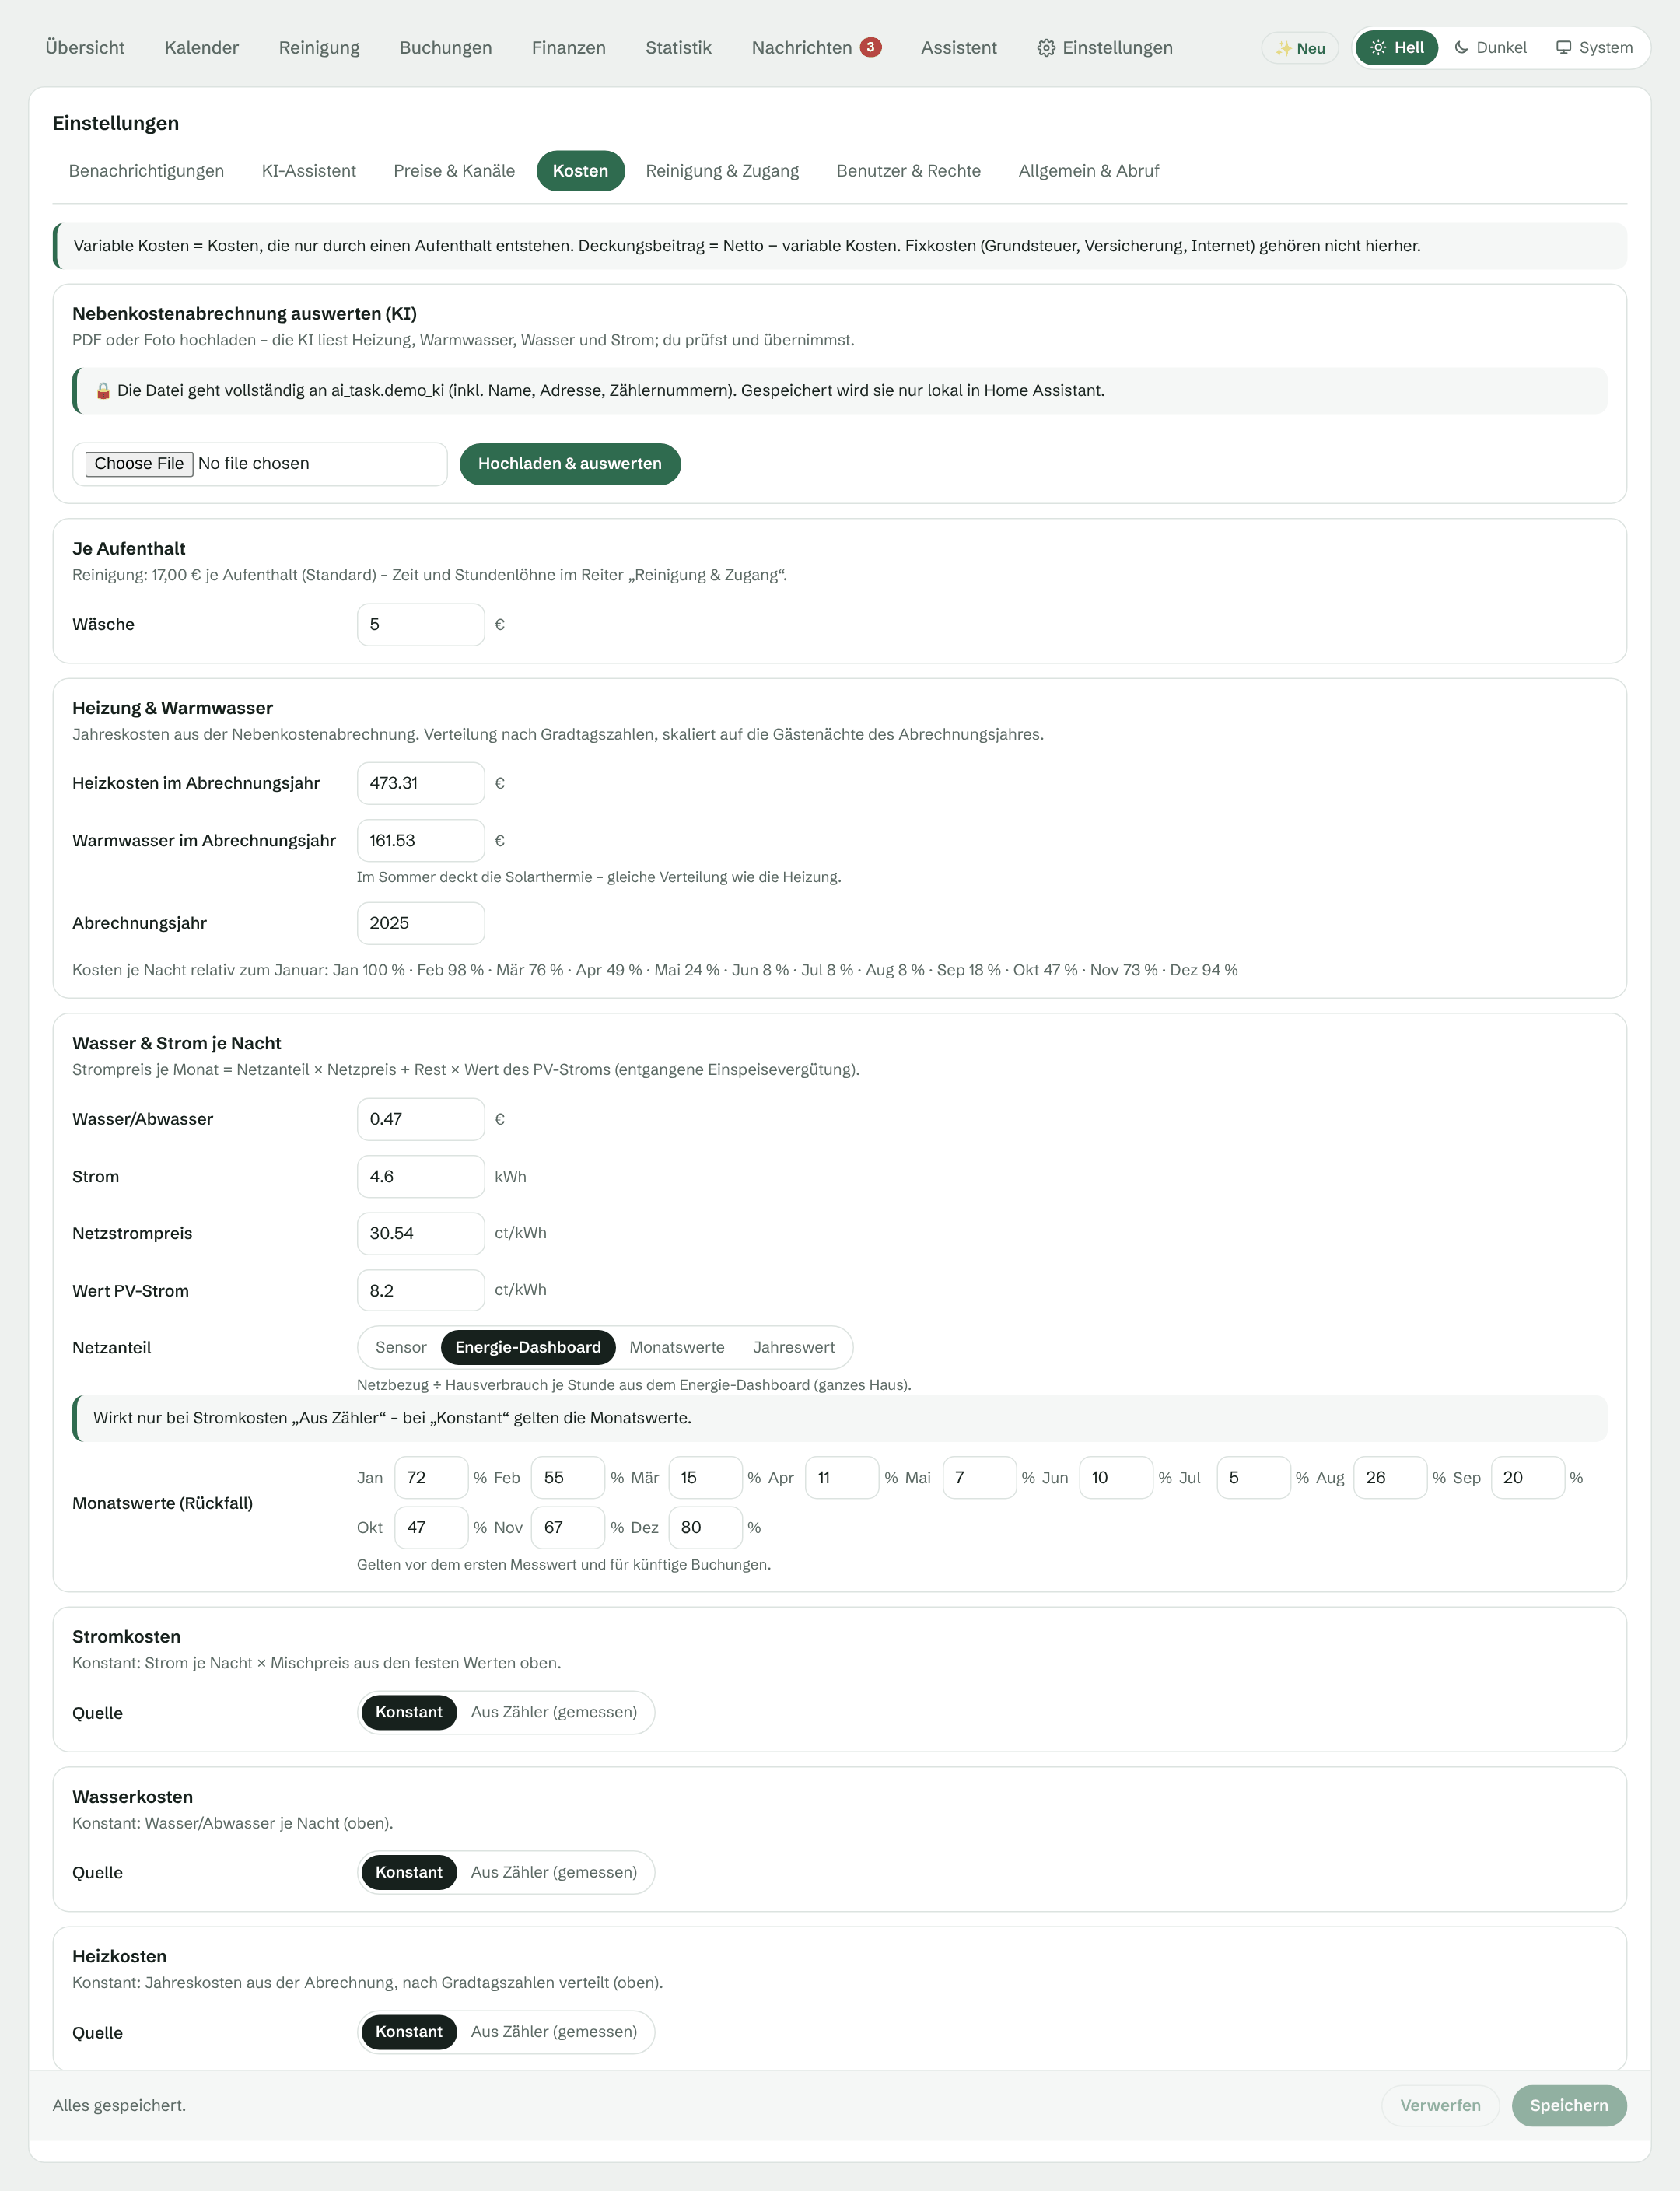 Übersicht Kalender Reinigung Buchungen Finanzen Statistik Nachrichten 3 Assistent Einstellungen ✨ Neu Hell Dunkel System
Einstellungen
Benachrichtigungen KI-Assistent Preise & Kanäle Kosten Reinigung & Zugang Benutzer & Rechte Allgemein & Abruf
Variable Kosten = Kosten, die nur durch einen Aufenthalt entstehen. Deckungsbeitrag = Netto − variable Kosten. Fixkosten (Grundsteuer, Versicherung, Internet) gehören nicht hierher.
Nebenkostenabrechnung auswerten (KI)
PDF oder Foto hochladen – die KI liest Heizung, Warmwasser, Wasser und Strom; du prüfst und übernimmst.
🔒 Die Datei geht vollständig an ai_task.demo_ki (inkl. Name, Adresse, Zählernummern). Gespeichert wird sie nur lokal in Home Assistant.
Choose File No file chosen Hochladen & auswerten
Je Aufenthalt
Reinigung: 17,00 € je Aufenthalt (Standard) – Zeit und Stundenlöhne im Reiter „Reinigung & Zugang“.
Wäsche 5 €
Heizung & Warmwasser
Jahreskosten aus der Nebenkostenabrechnung. Verteilung nach Gradtagszahlen, skaliert auf die Gästenächte des Abrechnungsjahres.
Heizkosten im Abrechnungsjahr 473.31 €
Warmwasser im Abrechnungsjahr 161.53 €
Im Sommer deckt die Solarthermie – gleiche Verteilung wie die Heizung.
Abrechnungsjahr 2025
Kosten je Nacht relativ zum Januar: Jan 100 % · Feb 98 % · Mär 76 % · Apr 49 % · Mai 24 % · Jun 8 % · Jul 8 % · Aug 8 % · Sep 18 % · Okt 47 % · Nov 73 % · Dez 94 %
Wasser & Strom je Nacht
Strompreis je Monat = Netzanteil × Netzpreis + Rest × Wert des PV-Stroms (entgangene Einspeisevergütung).
Wasser/Abwasser 0.47 €
Strom 4.6 kWh
Netzstrompreis 30.54 ct/kWh
Wert PV-Strom 8.2 ct/kWh
Netzanteil Sensor Energie-Dashboard Monatswerte Jahreswert
Netzbezug ÷ Hausverbrauch je Stunde aus dem Energie-Dashboard (ganzes Haus).
Wirkt nur bei Stromkosten „Aus Zähler“ – bei „Konstant“ gelten die Monatswerte.
Jan 72 % Feb 55 % Mär 15 % Apr 11 % Mai 7 % Jun 10 % Jul 5 % Aug 26 % Sep 20 %
Monatswerte (Rückfall)
Okt 47 % Nov 67 % Dez 80 %
Gelten vor dem ersten Messwert und für künftige Buchungen.
Stromkosten
Konstant: Strom je Nacht × Mischpreis aus den festen Werten oben.
Quelle Konstant Aus Zähler (gemessen)
Wasserkosten
Konstant: Wasser/Abwasser je Nacht (oben).
Quelle Konstant Aus Zähler (gemessen)
Heizkosten
Konstant: Jahreskosten aus der Abrechnung, nach Gradtagszahlen verteilt (oben).
Quelle Konstant Aus Zähler (gemessen)
Alles gespeichert. Verwerfen Speichern